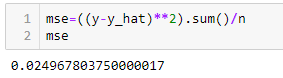 1 mse=((y-y_hat)**2).sum()/n
2 mse
0.024967803750000017